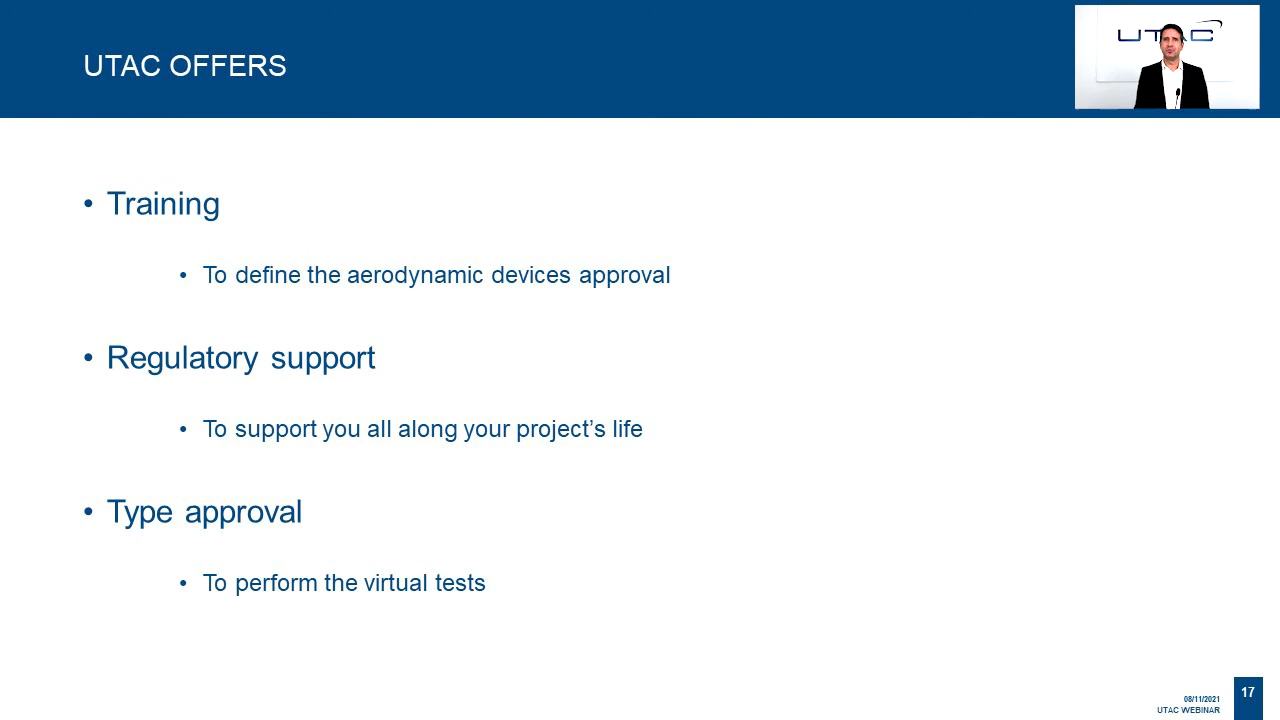 UTAC OFFERS
UTAC
• Training
• To define the aerodynamic devices approval
• Regulatory support
• To support you all along your project’s life
• Type approval
• To perform the virtual tests
08/11/2021
UTAC WEBINAR
17